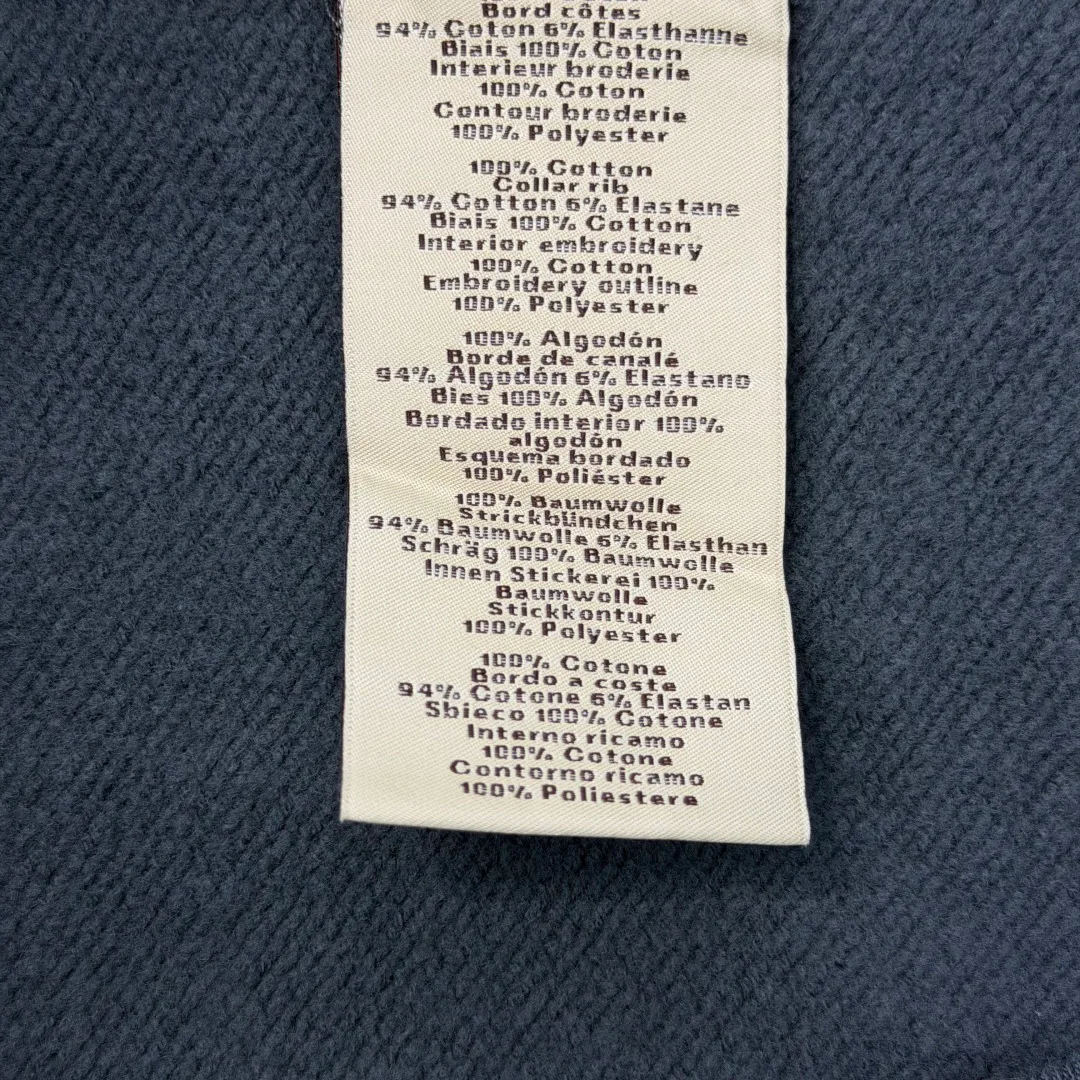 Bord côtes
94% Coton 6% Elasthanne
Biais 100% Coton
Interieur broderie
100% Coton
Contour broderie
100% Polyester
100% Cotton
Collar rib
94% Cotton 6% Elastane
Biais 100% Cotton
Interior embroidery
100% Cotton
Embroidery outline
100% Polyester
100% Algodón
Borde de canalé
94% Algodón 6% Elastano
Bies 100% Algodón
Bordado interior 100%
algodón
Esquema bordado
100% Poliéster
100% Baumwolle
Strickbündchen
94% Baumwolle 6% Elasthan
Schräg 100% Baumwolle
Innen Stickerei 100%
Baumwolle
Stickkontur
100% Polyester
100% Cotone
Bordo a coste
94% Cotone 6% Elastan
Sbieco 100% Cotone
Interno ricamo
100% Cotone
Contorno ricamo
100% Poliestere